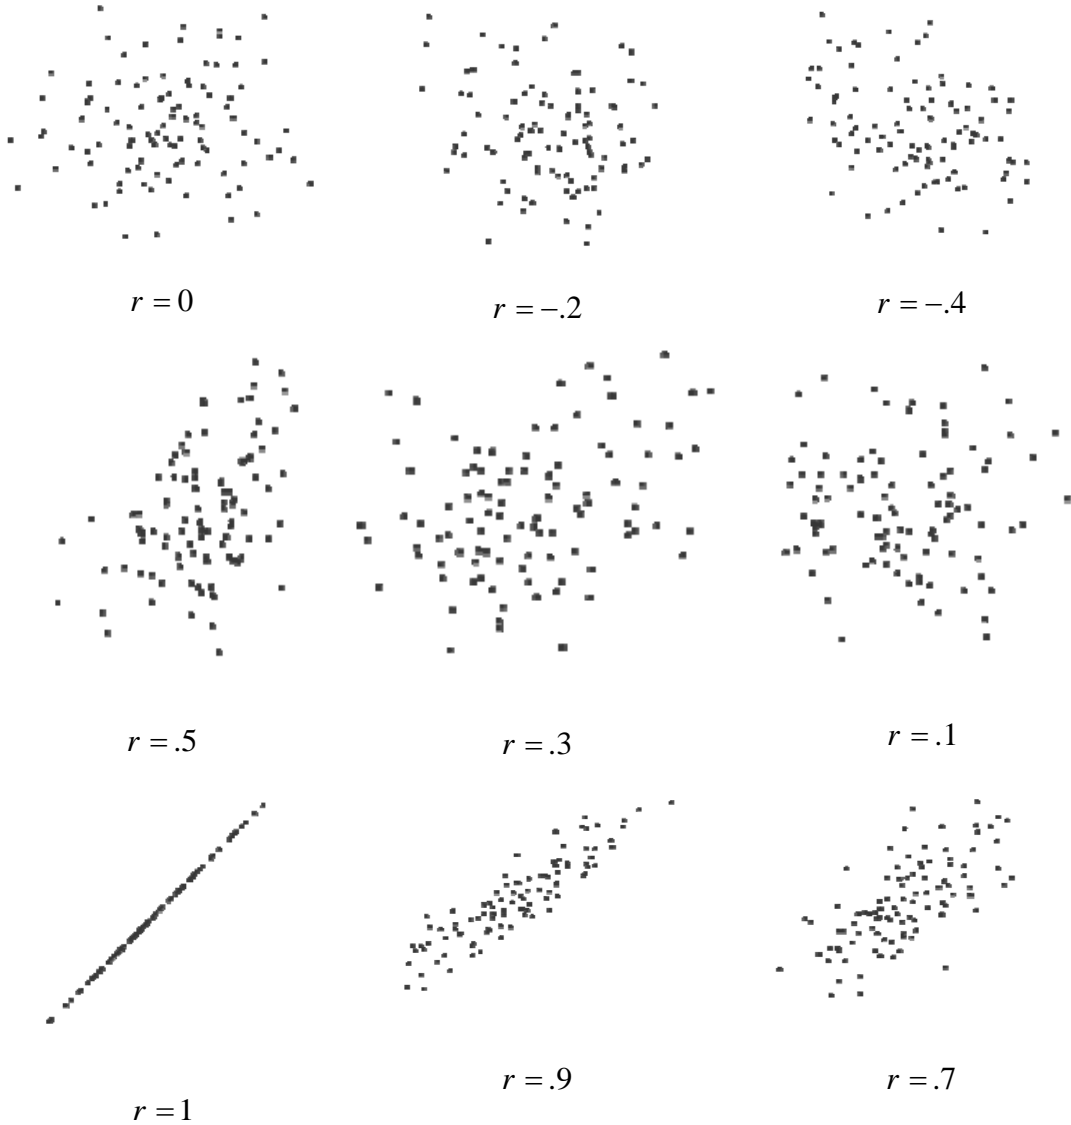 r = 0
r = −.2
r = −.4
r = .5
r = .3
r = .1
r = 1
r = .9
r = .7